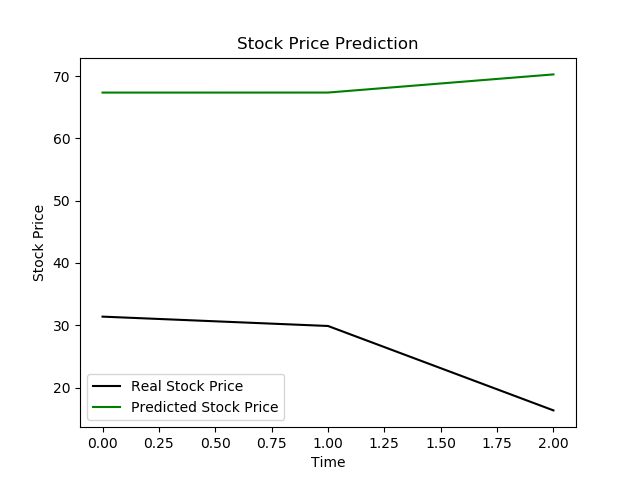 Stock Price Prediction
Stock Price
70
60
50
40
30
20
Real Stock Price
Predicted Stock Price
0.00 0.25 0.50 0.75 1.00 1.25 1.50 1.75 2.00
Time